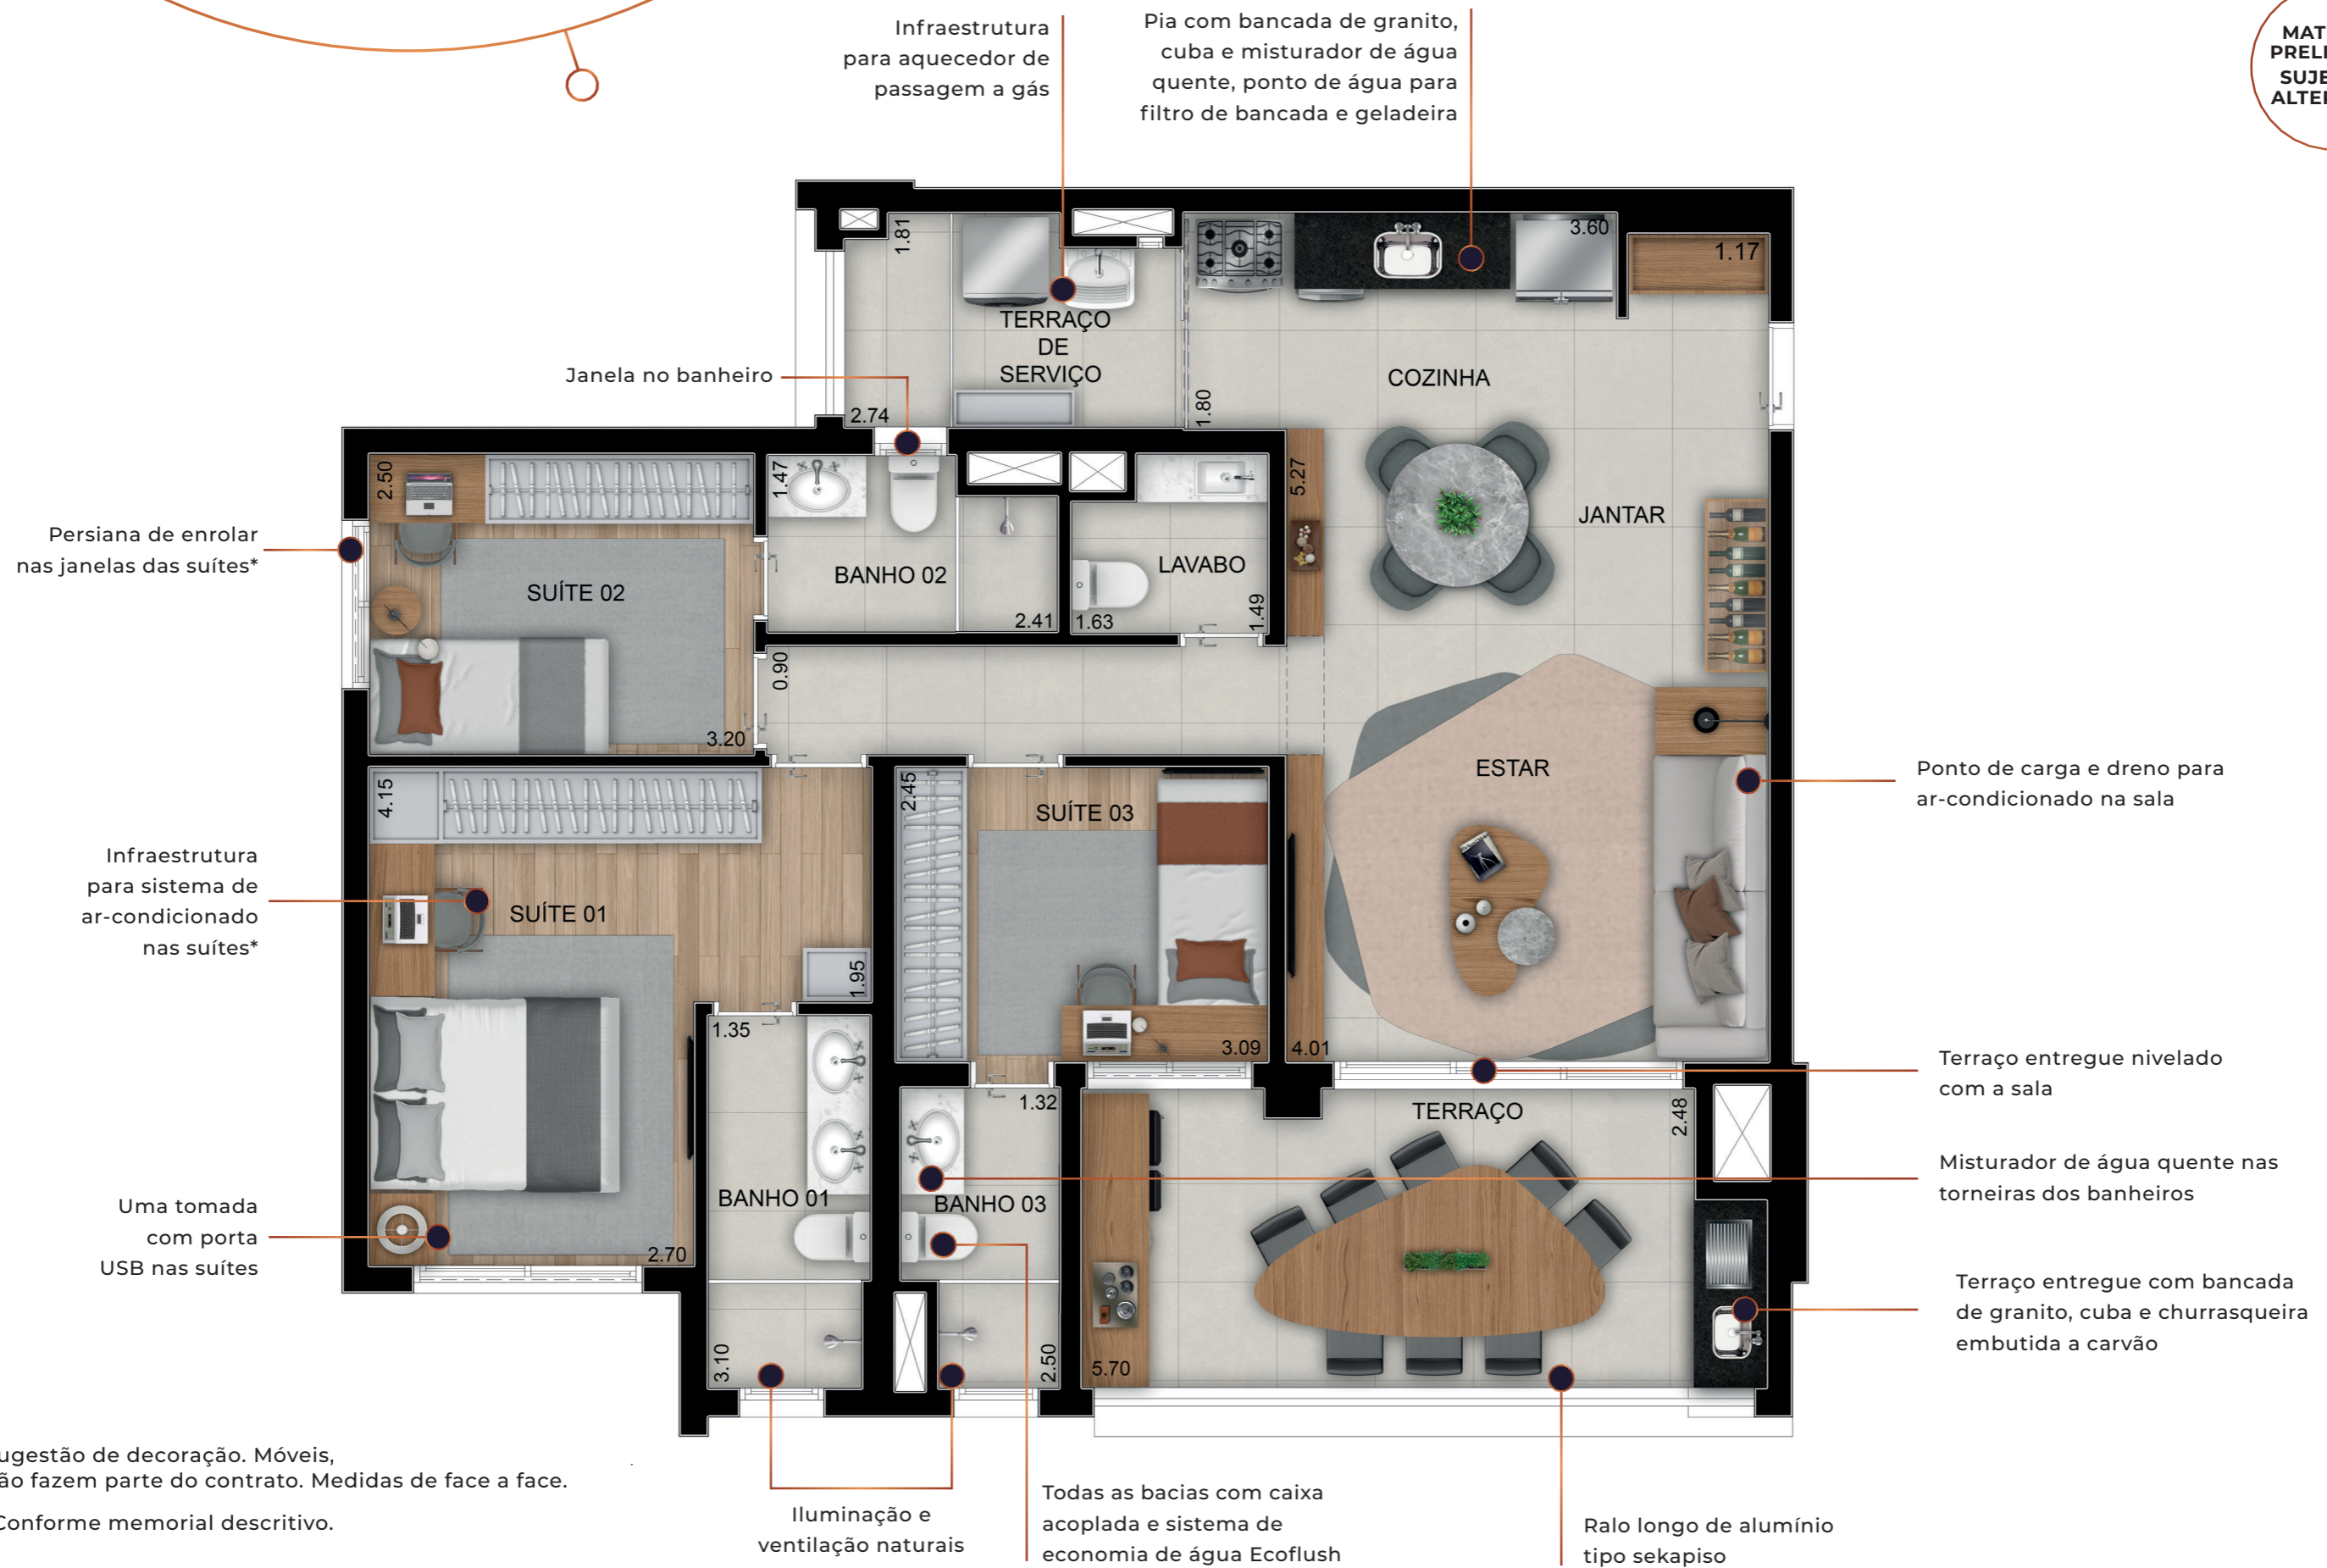 Infraestrutura
para aquecedor de
passagem a gás
Pia com bancada de granito,
cuba e misturador de água
quente, ponto de água para
filtro de bancada e geladeira
Janela no banheiro
Persiana de enrolar
nas janelas das suítes*
Infraestrutura
para sistema de
ar-condicionado
nas suítes*
Uma tomada
com porta
USB nas suítes
1.81
3.60
1.17
TERRAÇO
DE
SERVIÇO
2.74
1.80
COZINHA
2.50
1.47
5.27
JANTAR
SUÍTE 02
BANHO 02
LAVABO
2.41
1.63
1.49
0.90
3.20
4.15
2.45
SUÍTE 03
ESTAR
SUÍTE 01
1.95
1.35
3.09
4.01
1.32
TERRAÇO
2.48
BANHO 01
BANHO 03
2.70
3.10
2.50
5.70
Ponto de carga e dreno para
ar-condicionado na sala
Terraço entregue nivelado
com a sala
Misturador de água quente nas
torneiras dos banheiros
Terraço entregue com bancada
de granito, cuba e churrasqueira
embutida a carvão
Iluminação e
ventilação naturais
Todas as bacias com caixa
acoplada e sistema de
economia de água Ecoflush
Ralo longo de alumínio
tipo sekapiso
de decoração. Móveis,
fazem parte do contrato. Medidas de face a face.
Conforme memorial descritivo.